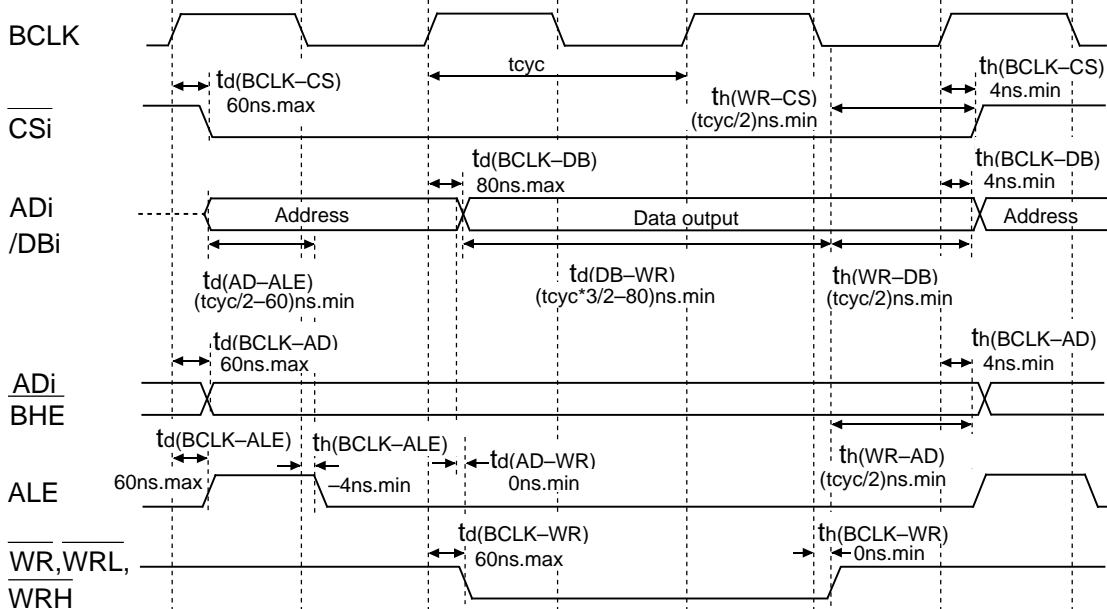 BCLK
tcyc
td(BCLK–CS)
60ns.max
th(WR–CS)
(tcyc/2)ns.min
th(BCLK–CS)
4ns.min
CSi
td(BCLK–DB)
80ns.max
th(BCLK–DB)
4ns.min
ADi
/DBi
Address
Data output
Address
td(AD–ALE)
(tcyc/2–60)ns.min
td(DB–WR)
(tcyc*3/2–80)ns.min
th(WR–DB)
(tcyc/2)ns.min
td(BCLK–AD)
60ns.max
th(BCLK–AD)
4ns.min
ADi
BHE
td(BCLK–ALE)
60ns.max
th(BCLK–ALE)
–4ns.min
td(AD–WR)
0ns.min
th(WR–AD)
(tcyc/2)ns.min
ALE
td(BCLK–WR)
60ns.max
th(BCLK–WR)
0ns.min
WR,WRL,
WRH